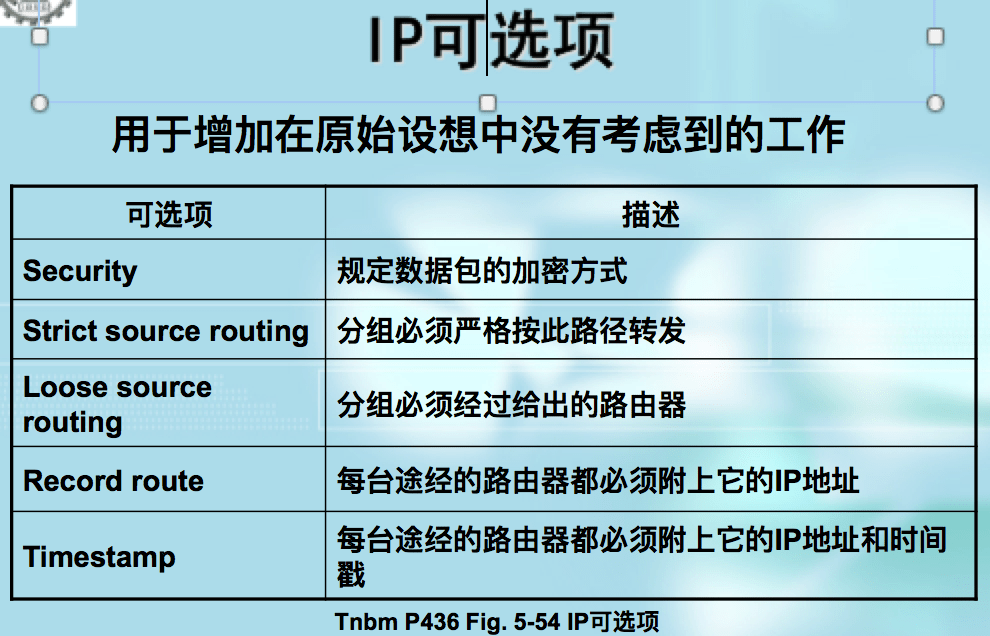 IP可选项
用于增加在原始设想中没有考虑到的工作
可选项 描述
Security 规定数据包的加密方式
Strict source routing 分组必须严格按此路径转发
Loose source
routing
分组必须经过给出的路由器
Record route 每台途经的路由器都必须附上它的IP地址
Timestamp
每台途经的路由器都必须附上它的IP地址和时间
戳
Tnbm P436 Fig. 5-54 IP可选项